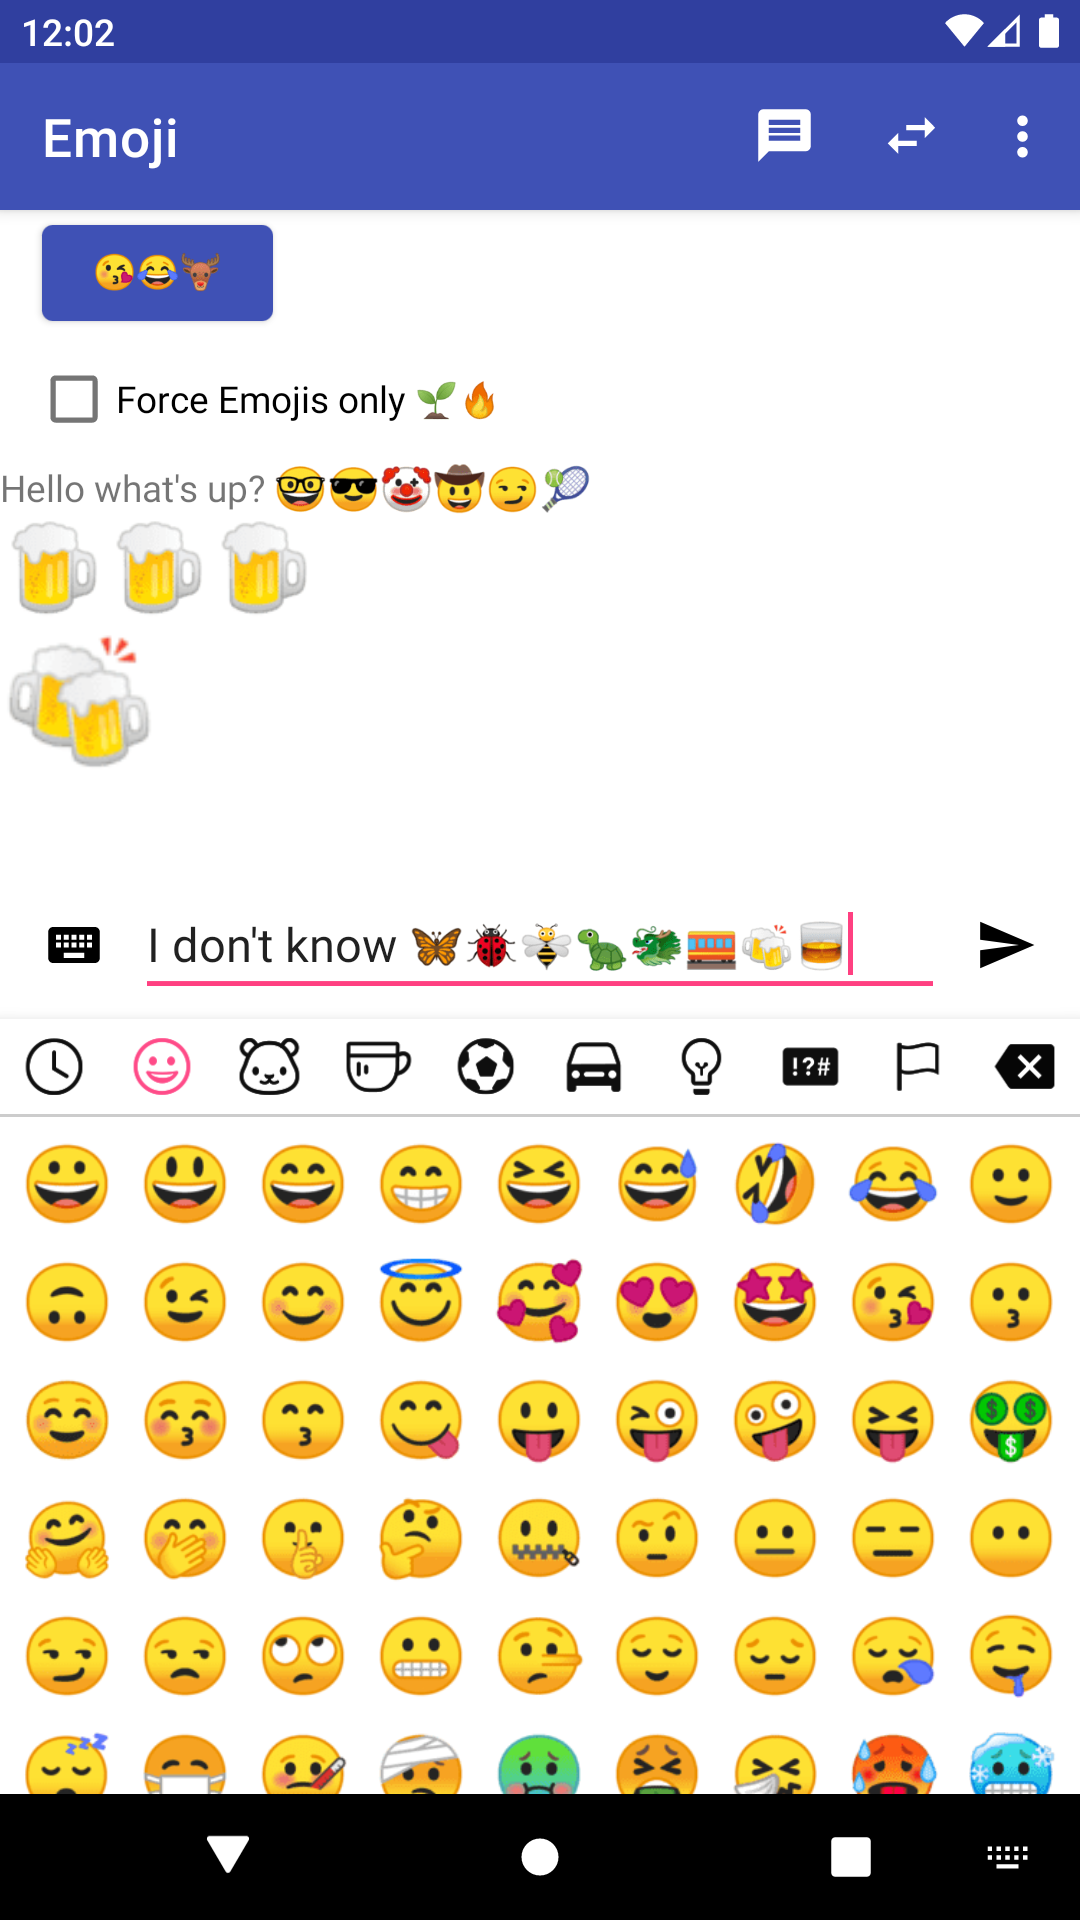 12:02
Emoji
😘😂🦌
Force Emojis only 🌱🔥
Hello what's up? 🤓😎🤡🤠😏🎾
🍺🍺🍺
🍻
I don't know 🦋🐞🐝🐢🐲🚃🍻🥃
!?#